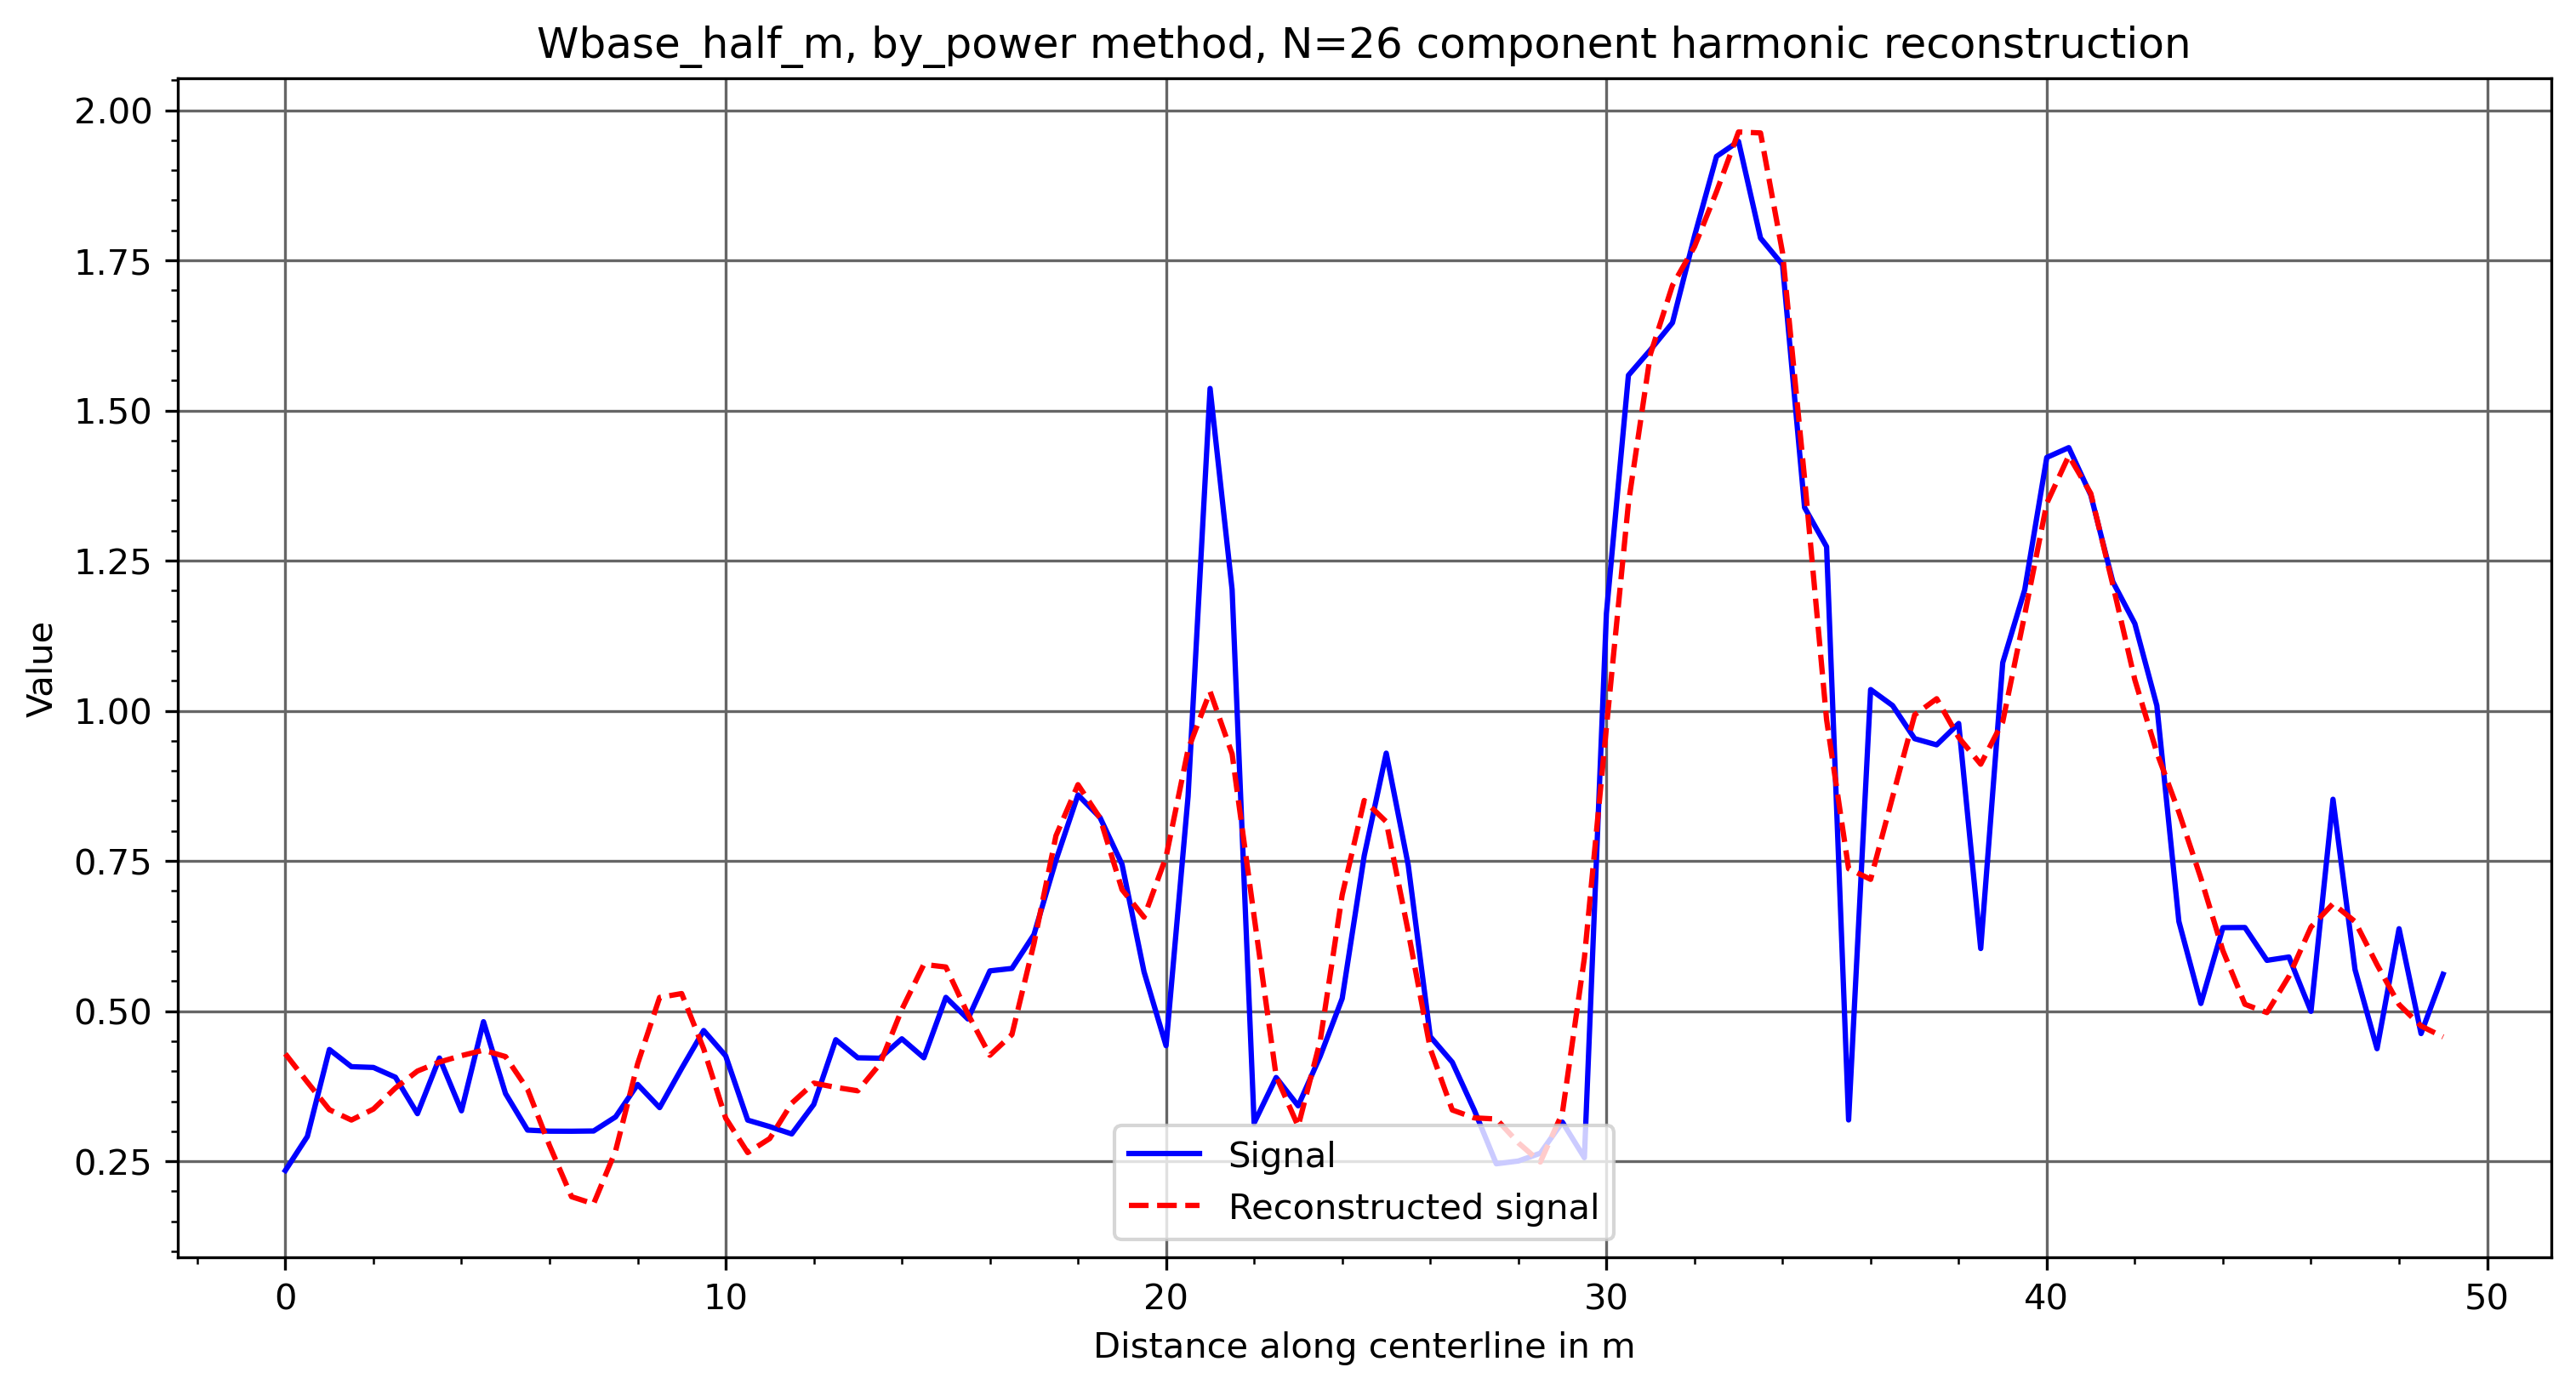 Wbase_half_m, by_power method, N=26 component harmonic reconstruction
2.00
1.75
1.50
1.25
1.00
0.75
0.50
0.25
Value
Signal
Reconstructed signal
0 10 20 30 40 50
Distance along centerline in m